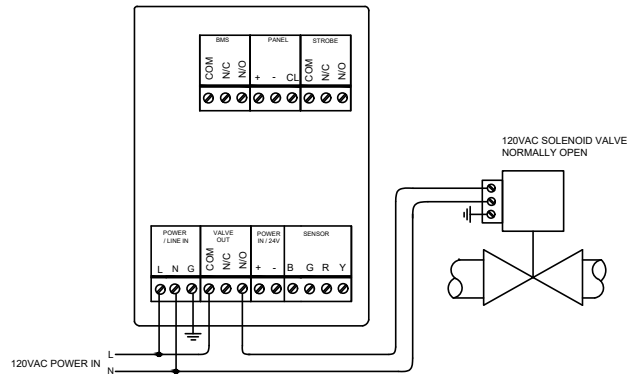 BMS PANEL STROBE
COM N/C N/O + - CL COM N/C N/O
120VAC SOLENOID VALVE
NORMALLY OPEN
POWER / LINE IN VALVE OUT POWER IN / 24V SENSOR
L N G COM N/C N/O + - B G R Y
120VAC POWER IN L
N